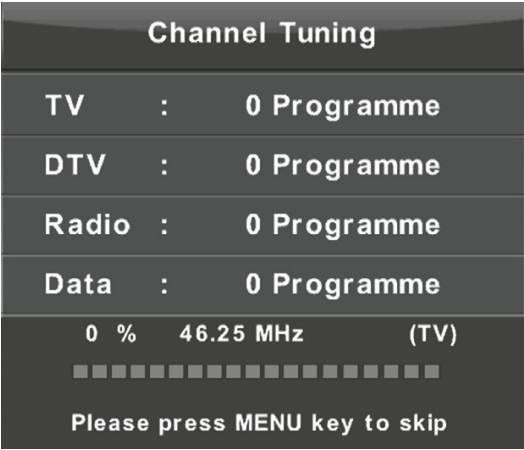 Channel Tuning
TV : 0 Programme
DTV : 0 Programme
Radio : 0 Programme
Data : 0 Programme
0 % 46.25 MHz (TV)
Please press MENU key to skip